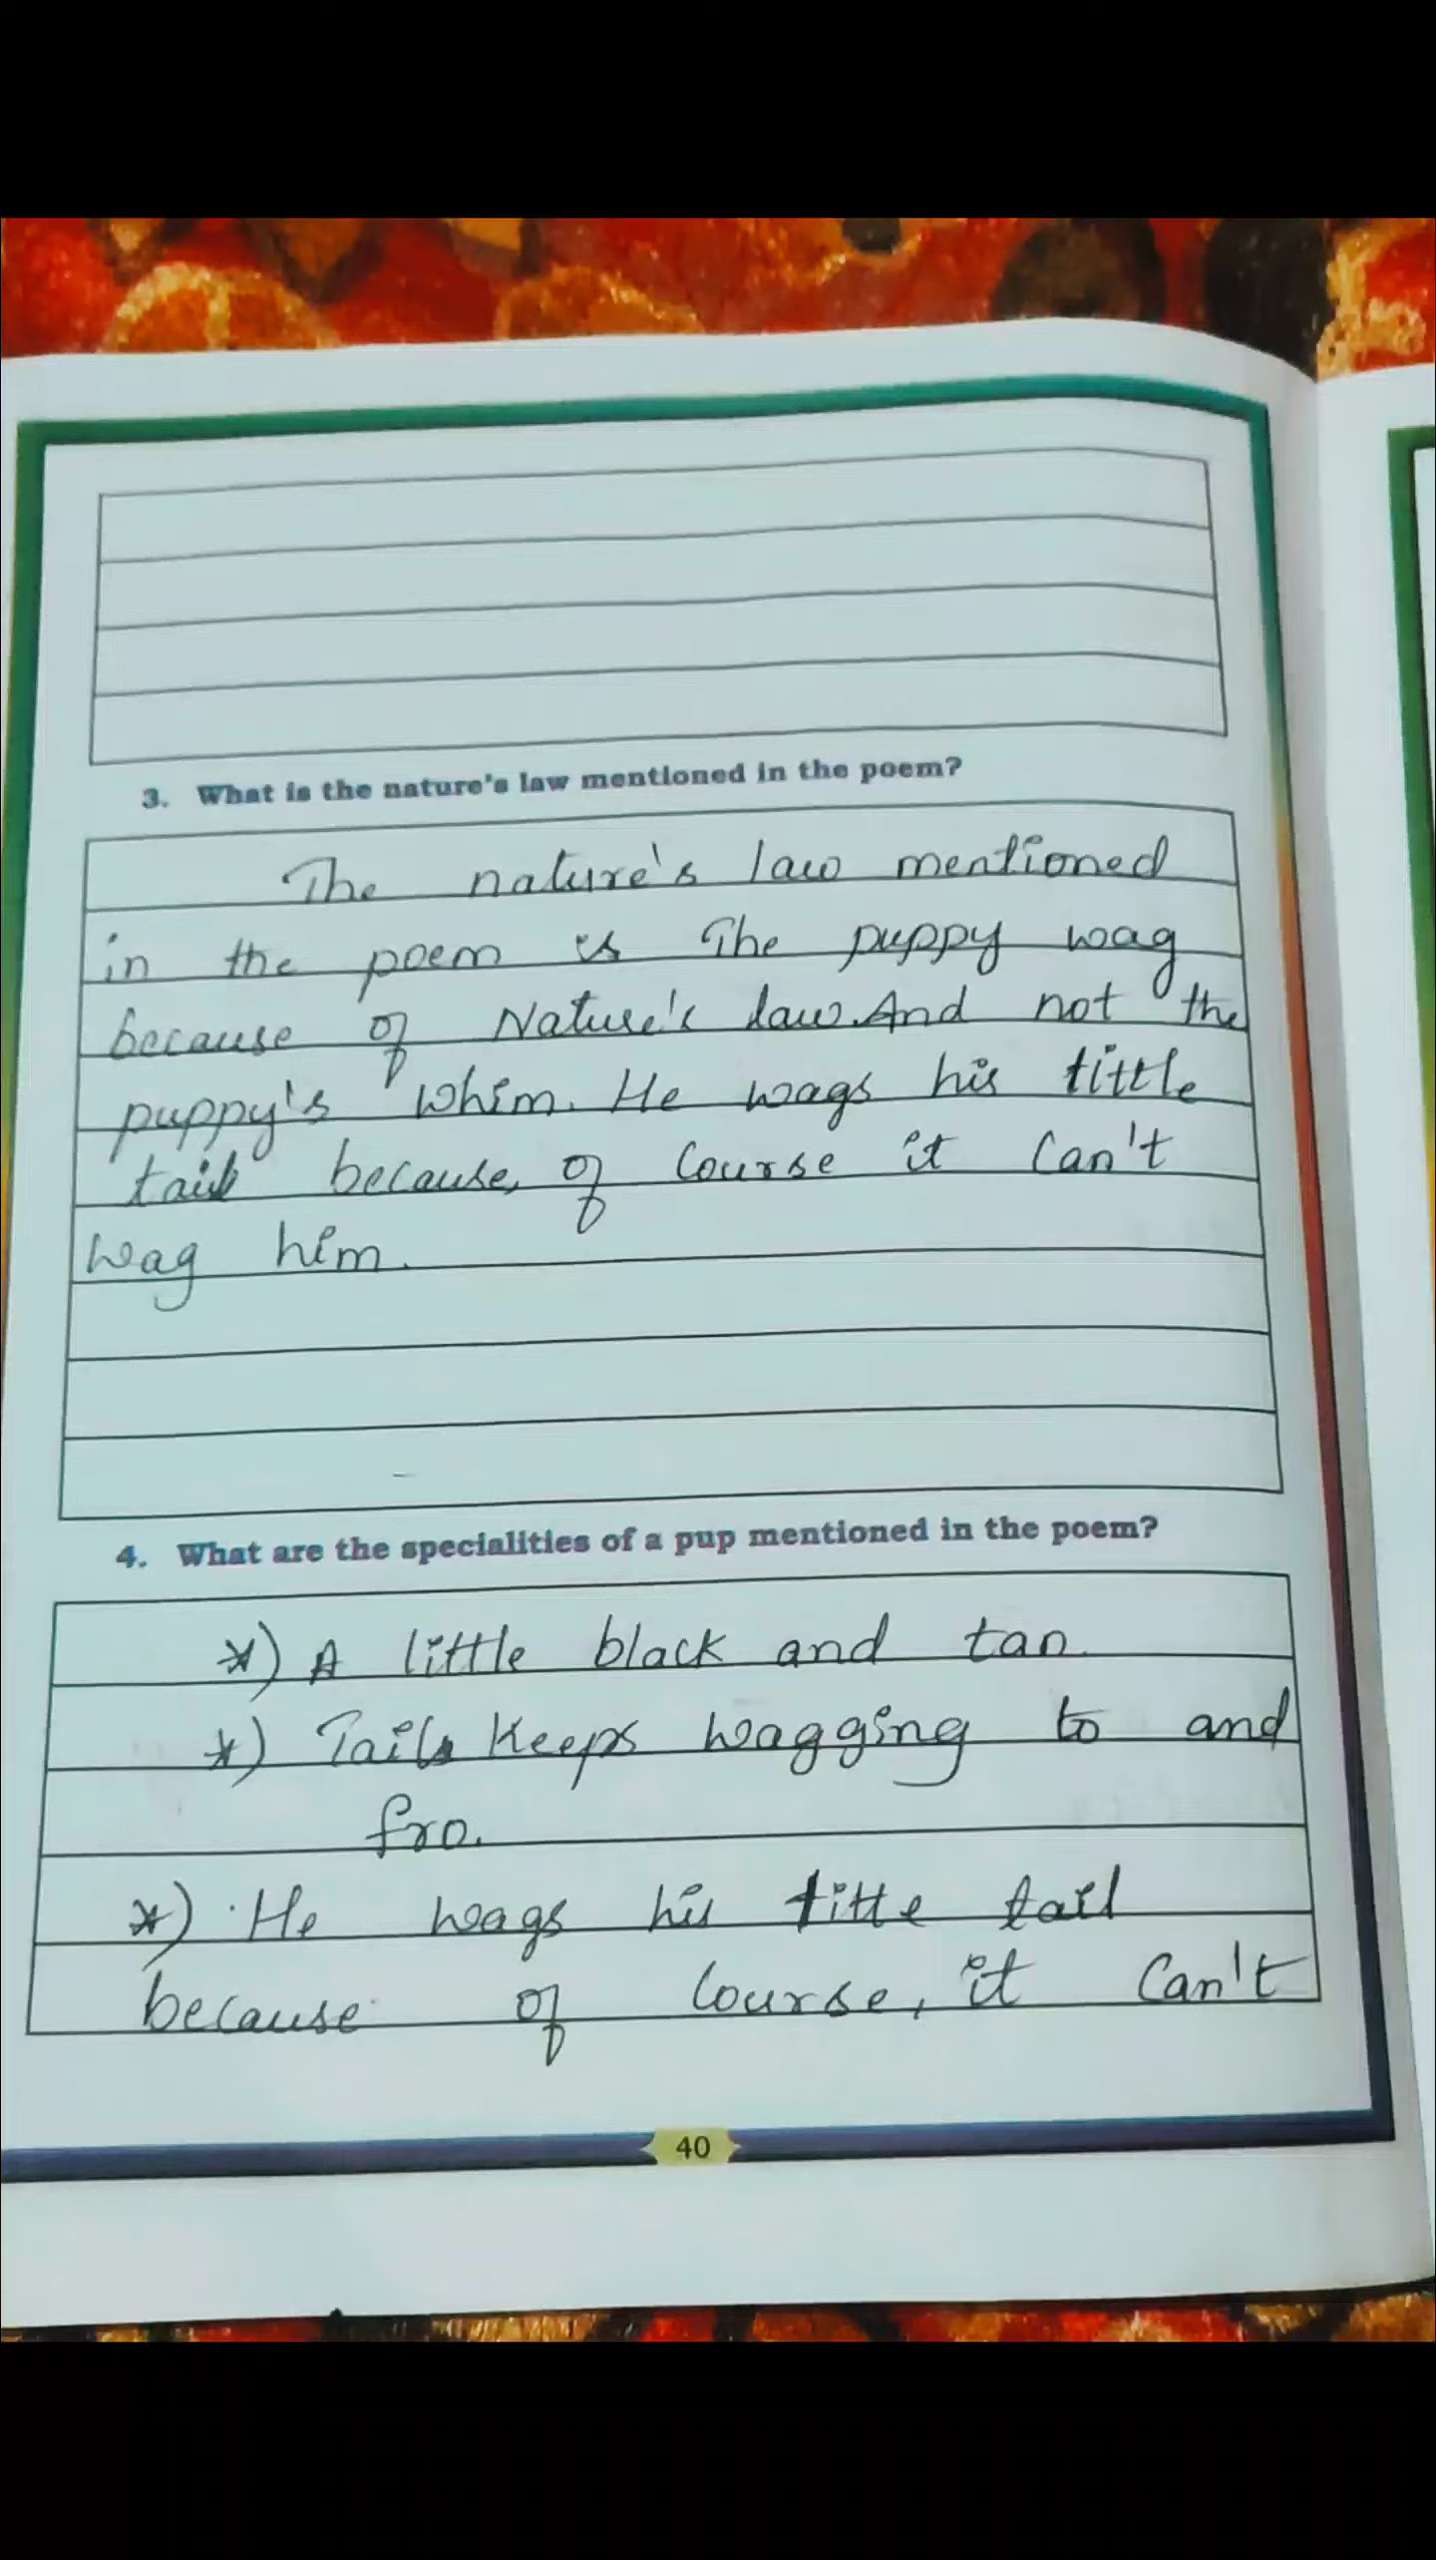 3. What is the nature's law mentioned in the poem?
The nature's law mentioned
in the poem is The puppy wag
because of Nature's law. And not the
puppy's whim. He wags his tittle
tail because, of course it can't
wag him.
4. What are the specialities of a pup mentioned in the poem?
*) A little black and tan.
*) Tail Keeps wagging to and
fro.
*) He wags his titte tail
because of course, it can't
40